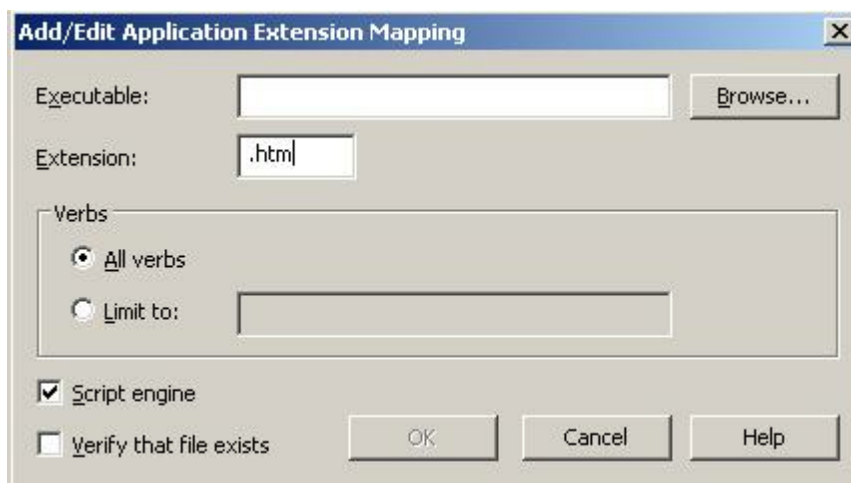 Add/Edit Application Extension Mapping
Executable:
Browse...
Extension:
.htm
Verbs
All verbs
Limit to:
Script engine
Verify that file exists
OK
Cancel
Help